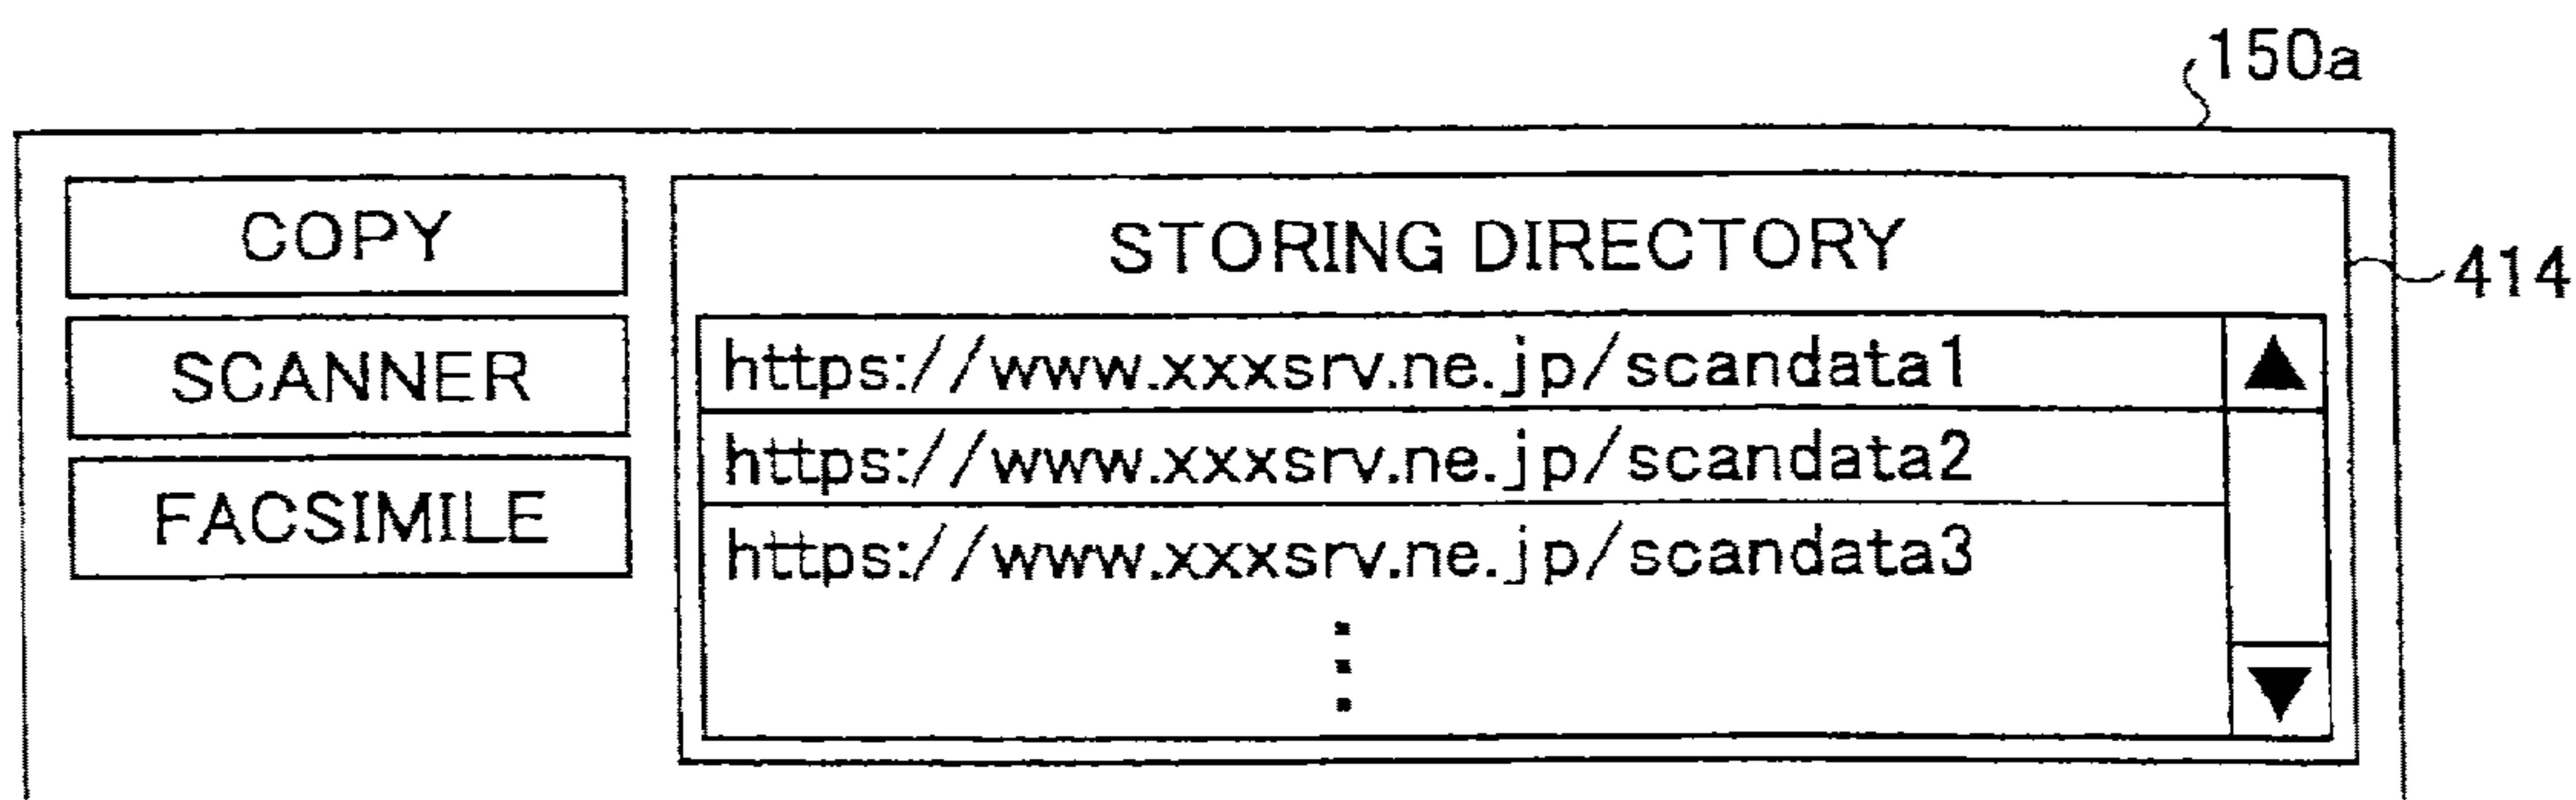 150a
COPY
SCANNER
FACSIMILE
STORING DIRECTORY
414
https://www.xxxsrv.ne.jp/scandata1
https://www.xxxsrv.ne.jp/scandata2
https://www.xxxsrv.ne.jp/scandata3